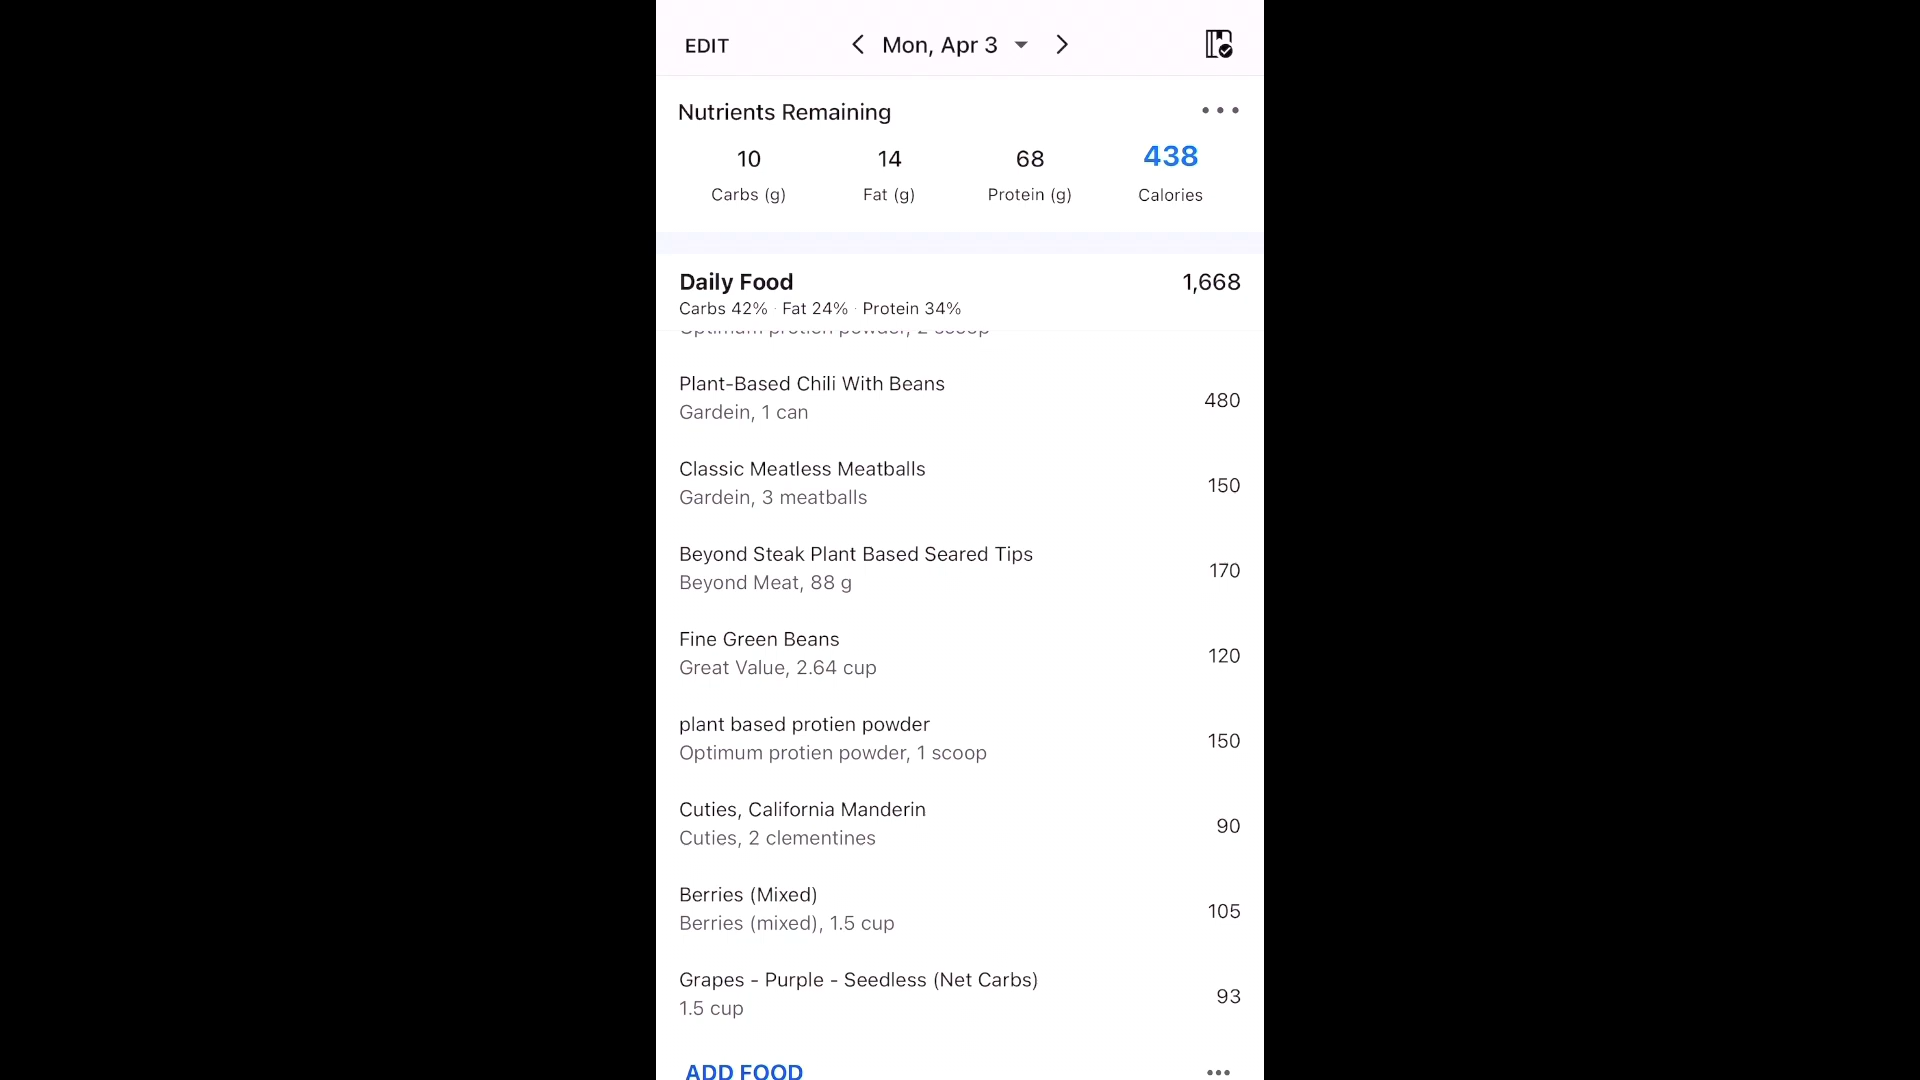 EDIT
Mon, Apr 3
Nutrients Remaining
10 14 68 438
Carbs (g) Fat (g) Protein (g) Calories
Daily Food 1,668
Carbs 42% · Fat 24% · Protein 34%
Optimum protien powder, 2 scoop
Plant-Based Chili With Beans
Gardein, 1 can
480
Classic Meatless Meatballs
Gardein, 3 meatballs
150
Beyond Steak Plant Based Seared Tips
Beyond Meat, 88 g
170
Fine Green Beans
Great Value, 2.64 cup
120
plant based protien powder
Optimum protien powder, 1 scoop
150
Cuties, California Manderin
Cuties, 2 clementines
90
Berries (Mixed)
Berries (mixed), 1.5 cup
105
Grapes - Purple - Seedless (Net Carbs)
1.5 cup
93
ADD FOOD